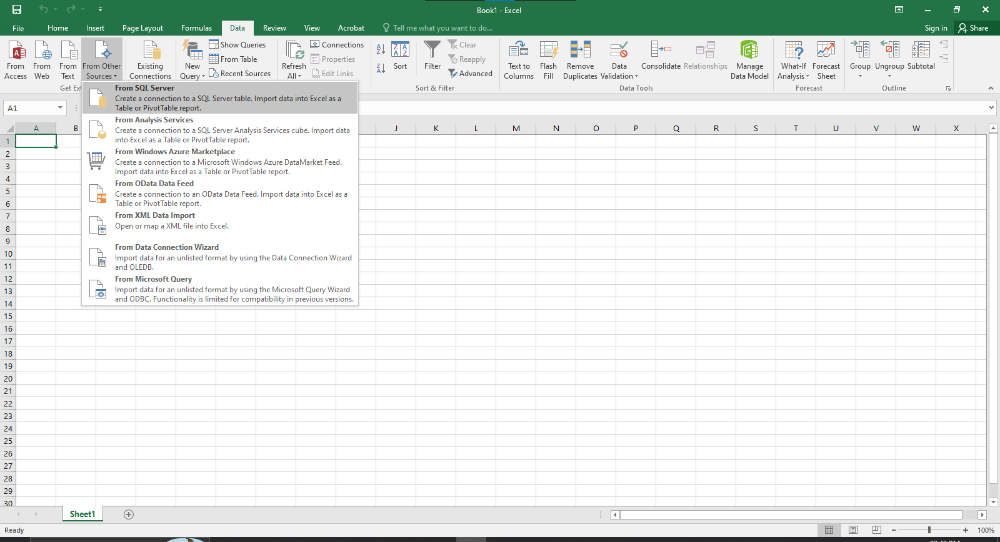 Book1 - Excel
File Home Insert Page Layout Formulas Data Review View Acrobat Tell me what you want to do... Sign in Share
From Access
From Web
From Text
From Other Sources
Existing Connections
New Query
Show Queries
From Table
Recent Sources
Refresh All
Connections
Properties
Edit Links
Sort
Filter
Clear
Reapply
Advanced
Text to Columns
Flash Fill
Remove Duplicates
Data Validation
Consolidate
Relationships
Manage Data Model
What-If Analysis
Forecast Sheet
Group
Ungroup
Subtotal
Get Ext
Sort & Filter
Data Tools
Forecast
Outline
A1
From SQL Server
Create a connection to a SQL Server table. Import data into Excel as a
Table or PivotTable report.
From Analysis Services
Create a connection to a SQL Server Analysis Services cube. Import data
into Excel as a Table or PivotTable report.
From Windows Azure Marketplace
Create a connection to a Microsoft Windows Azure DataMarket Feed.
Import data into Excel as a Table or PivotTable report.
From OData Data Feed
Create a connection to an OData Data Feed. Import data into Excel as a
Table or PivotTable report.
From XML Data Import
Open or map a XML file into Excel.
From Data Connection Wizard
Import data for an unlisted format by using the Data Connection Wizard
and OLEDB.
From Microsoft Query
Import data for an unlisted format by using the Microsoft Query Wizard
and ODBC. Functionality is limited for compatibility in previous versions.
A B J K L M N O P Q R S T U V W X
1
2
3
4
5
6
7
8
9
10
11
12
13
14
15
16
17
18
19
20
21
22
23
24
25
26
27
28
29
30
Sheet1
Ready
100%